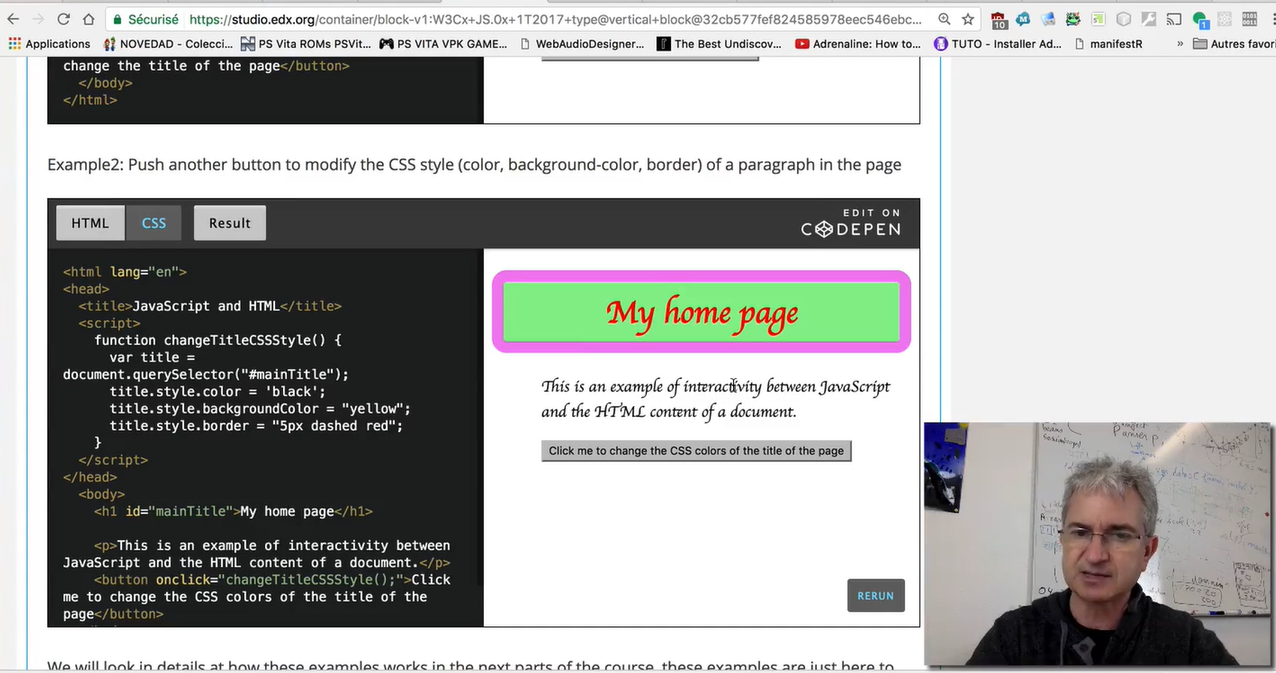 Sécurisé https://studio.edx.org/container/block-v1:W3Cx+JS.0x+1T2017+type@vertical+block@32cb577fef824585978eec546ebc...
10 1
Applications NOVEDAD - Colecci... PS Vita ROMs PSVit... PS VITA VPK GAME... WebAudioDesigner... The Best Undiscov... Adrenaline: How to... TUTO - Installer Ad... manifestR » Autres favori
change the title of the page</button>
</body>
</html>
Example2: Push another button to modify the CSS style (color, background-color, border) of a paragraph in the page
HTML CSS Result
EDIT ON
CODEPEN
<html lang="en">
<head>
<title>JavaScript and HTML</title>
<script>
function changeTitleCSSStyle() {
var title =
document.querySelector("#mainTitle");
title.style.color = 'black';
title.style.backgroundColor = "yellow";
title.style.border = "5px dashed red";
}
</script>
</head>
<body>
<h1 id="mainTitle">My home page</h1>
<p>This is an example of interactivity between
JavaScript and the HTML content of a document.</p>
<button onclick="changeTitleCSSStyle();">Click
me to change the CSS colors of the title of the
page</button>
My home page
This is an example of interactivity between JavaScript
and the HTML content of a document.
Click me to change the CSS colors of the title of the page
RERUN
We will look in details at how these examples works in the next parts of the course, these examples are just here to